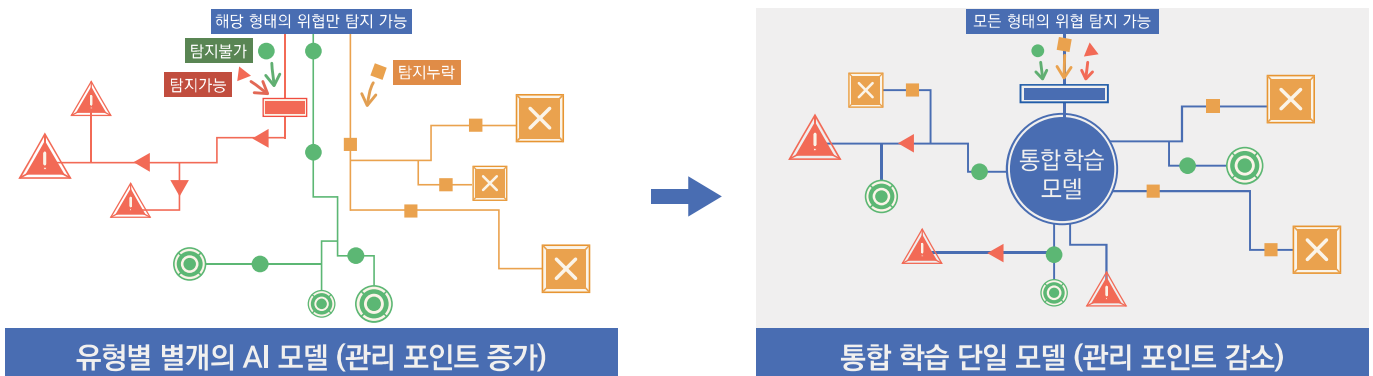 해당 형태의 위협만 탐지 가능
탐지불가
탐지가능
탐지누락
유형별 별개의 AI 모델 (관리 포인트 증가)
모든 형태의 위협 탐지 가능
통합 학습
모델
통합 학습 단일 모델 (관리 포인트 감소)